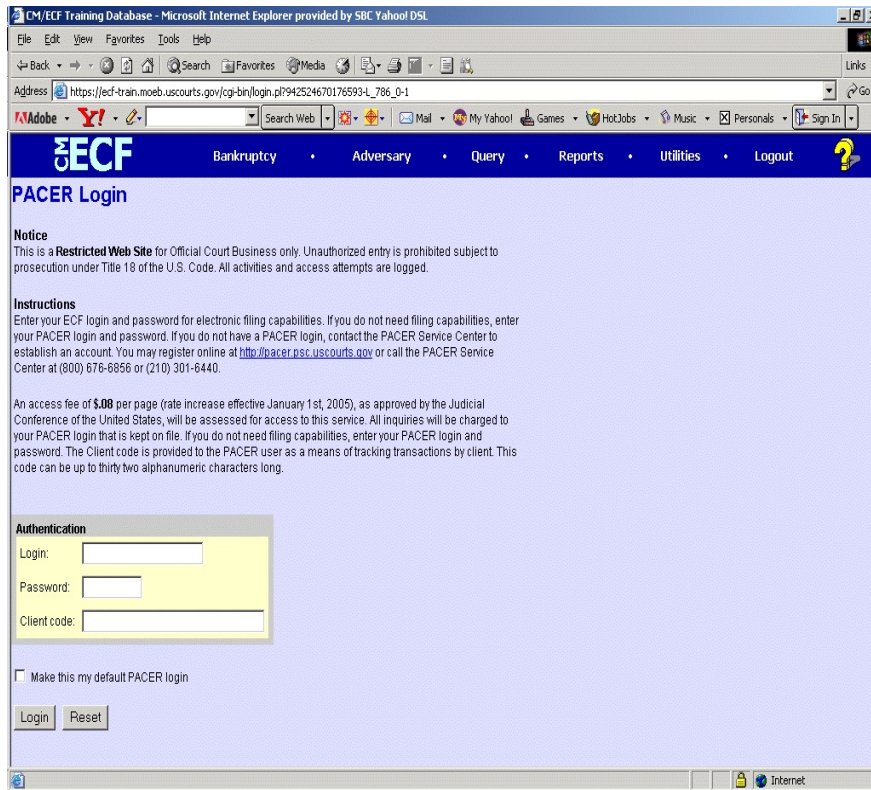 CM/ECF Training Database - Microsoft Internet Explorer provided by SBC Yahoo! DSL
File Edit View Favorites Tools Help
Back Search Favorites Media
Links
Address https://ecf-train.moeb.uscourts.gov/cgi-bin/login.pl?942524670176593-L_786_0-1 Go
Adobe Y! Search Web Mail My Yahoo! Games HotJobs Music Personals Sign In
CM ECF Bankruptcy • Adversary • Query • Reports • Utilities • Logout ?
PACER Login
Notice
This is a Restricted Web Site for Official Court Business only. Unauthorized entry is prohibited subject to
prosecution under Title 18 of the U.S. Code. All activities and access attempts are logged.
Instructions
Enter your ECF login and password for electronic filing capabilities. If you do not need filing capabilities, enter
your PACER login and password. If you do not have a PACER login, contact the PACER Service Center to
establish an account. You may register online at http://pacer.psc.uscourts.gov or call the PACER Service
Center at (800) 676-6856 or (210) 301-6440.
An access fee of $.08 per page (rate increase effective January 1st, 2005), as approved by the Judicial
Conference of the United States, will be assessed for access to this service. All inquiries will be charged to
your PACER login that is kept on file. If you do not need filing capabilities, enter your PACER login and
password. The Client code is provided to the PACER user as a means of tracking transactions by client. This
code can be up to thirty two alphanumeric characters long.
Authentication
Login:
Password:
Client code:
Make this my default PACER login
Login Reset
Internet